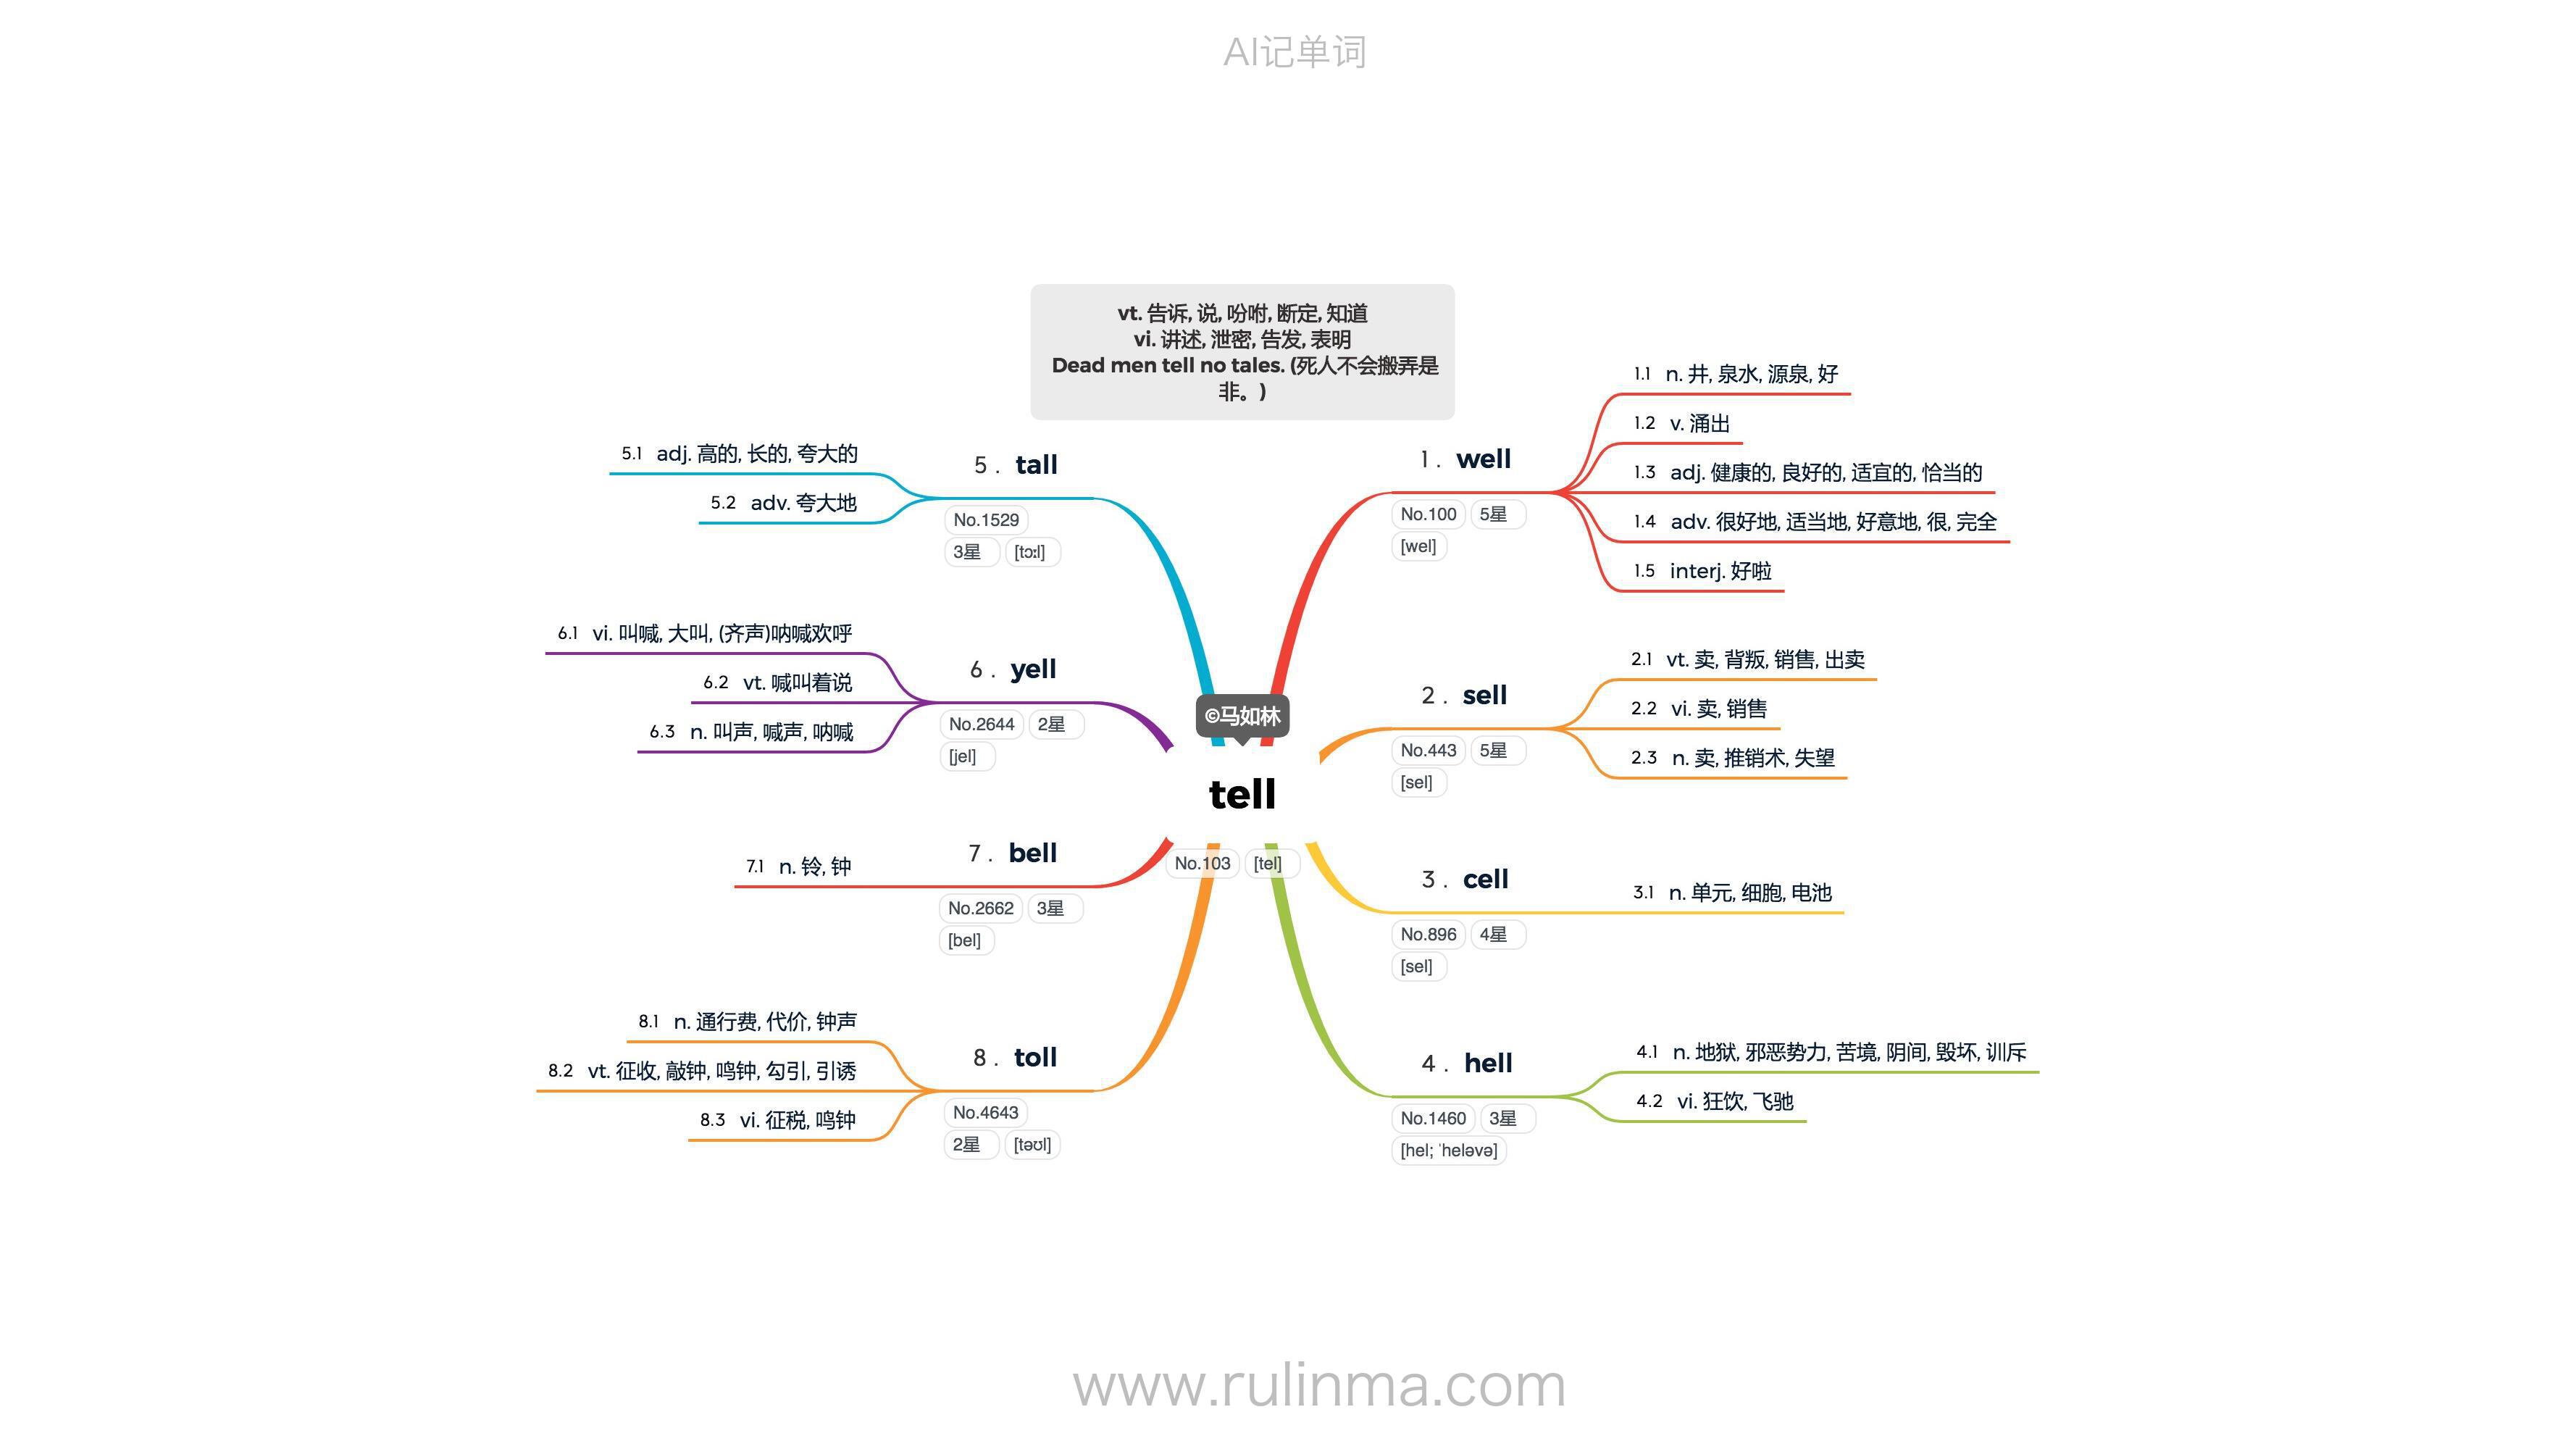 AI记单词
vt. 告诉, 说, 吩咐, 断定, 知道
vi. 讲述, 泄密, 告发, 表明
Dead men tell no tales. (死人不会搬弄是
非。)
©马如林
tell
No.103 [tel]
1. well
No.100 5星
[wel]
1.1 n. 井, 泉水, 源泉, 好
1.2 v. 涌出
1.3 adj. 健康的, 良好的, 适宜的, 恰当的
1.4 adv. 很好地, 适当地, 好意地, 很, 完全
1.5 interj. 好啦
2. sell
No.443 5星
[sel]
2.1 vt. 卖, 背叛, 销售, 出卖
2.2 vi. 卖, 销售
2.3 n. 卖, 推销术, 失望
3. cell
No.896 4星
[sel]
3.1 n. 单元, 细胞, 电池
4. hell
No.1460 3星
[hel; ˈheləvə]
4.1 n. 地狱, 邪恶势力, 苦境, 阴间, 毁坏, 训斥
4.2 vi. 狂饮, 飞驰
5. tall
No.1529
3星 [tɔːl]
5.1 adj. 高的, 长的, 夸大的
5.2 adv. 夸大地
6. yell
No.2644 2星
[jel]
6.1 vi. 叫喊, 大叫, (齐声)呐喊欢呼
6.2 vt. 喊叫着说
6.3 n. 叫声, 喊声, 呐喊
7. bell
No.2662 3星
[bel]
7.1 n. 铃, 钟
8. toll
No.4643
2星 [təʊl]
8.1 n. 通行费, 代价, 钟声
8.2 vt. 征收, 敲钟, 鸣钟, 勾引, 引诱
8.3 vi. 征税, 鸣钟
www.rulinma.com